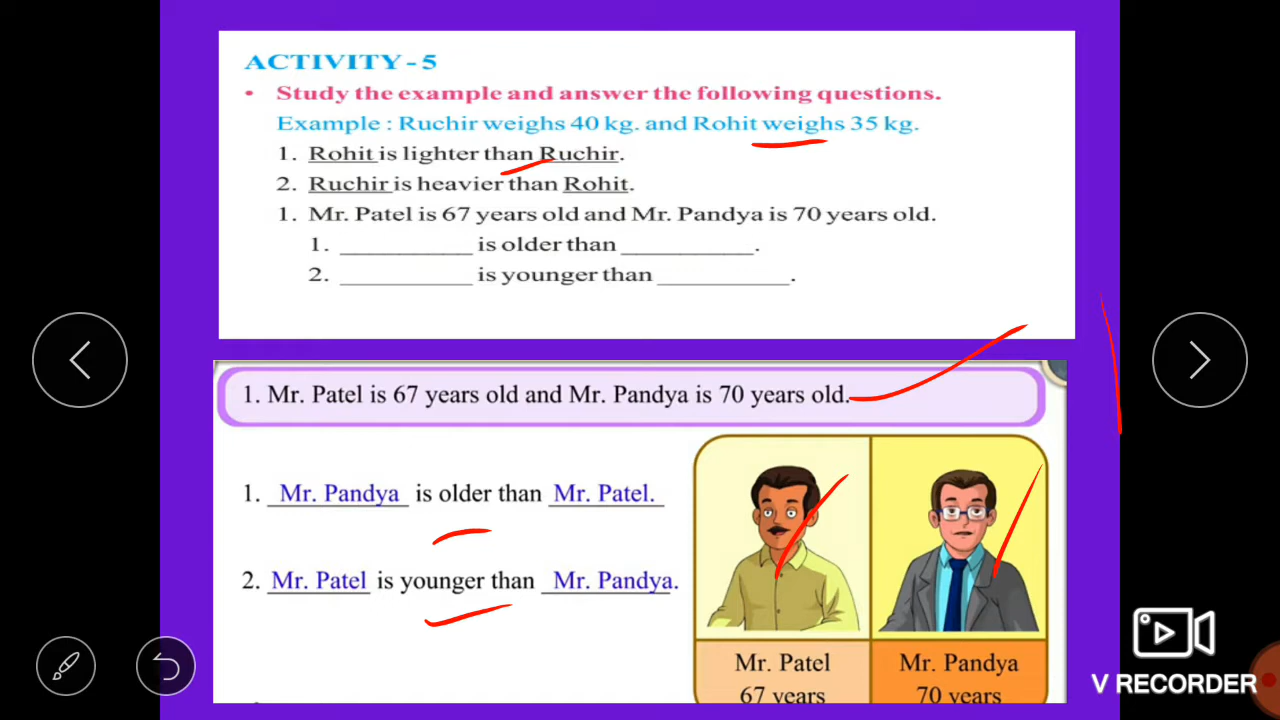 ACTIVITY - 5
• Study the example and answer the following questions.
Example : Ruchir weighs 40 kg. and Rohit weighs 35 kg.
1. Rohit is lighter than Ruchir.
2. Ruchir is heavier than Rohit.
1. Mr. Patel is 67 years old and Mr. Pandya is 70 years old.
1. ___________ is older than ___________.
2. ___________ is younger than ___________.
1. Mr. Patel is 67 years old and Mr. Pandya is 70 years old.
1. Mr. Pandya is older than Mr. Patel.
2. Mr. Patel is younger than Mr. Pandya.
Mr. Patel
67 years
Mr. Pandya
70 years
V RECORDER